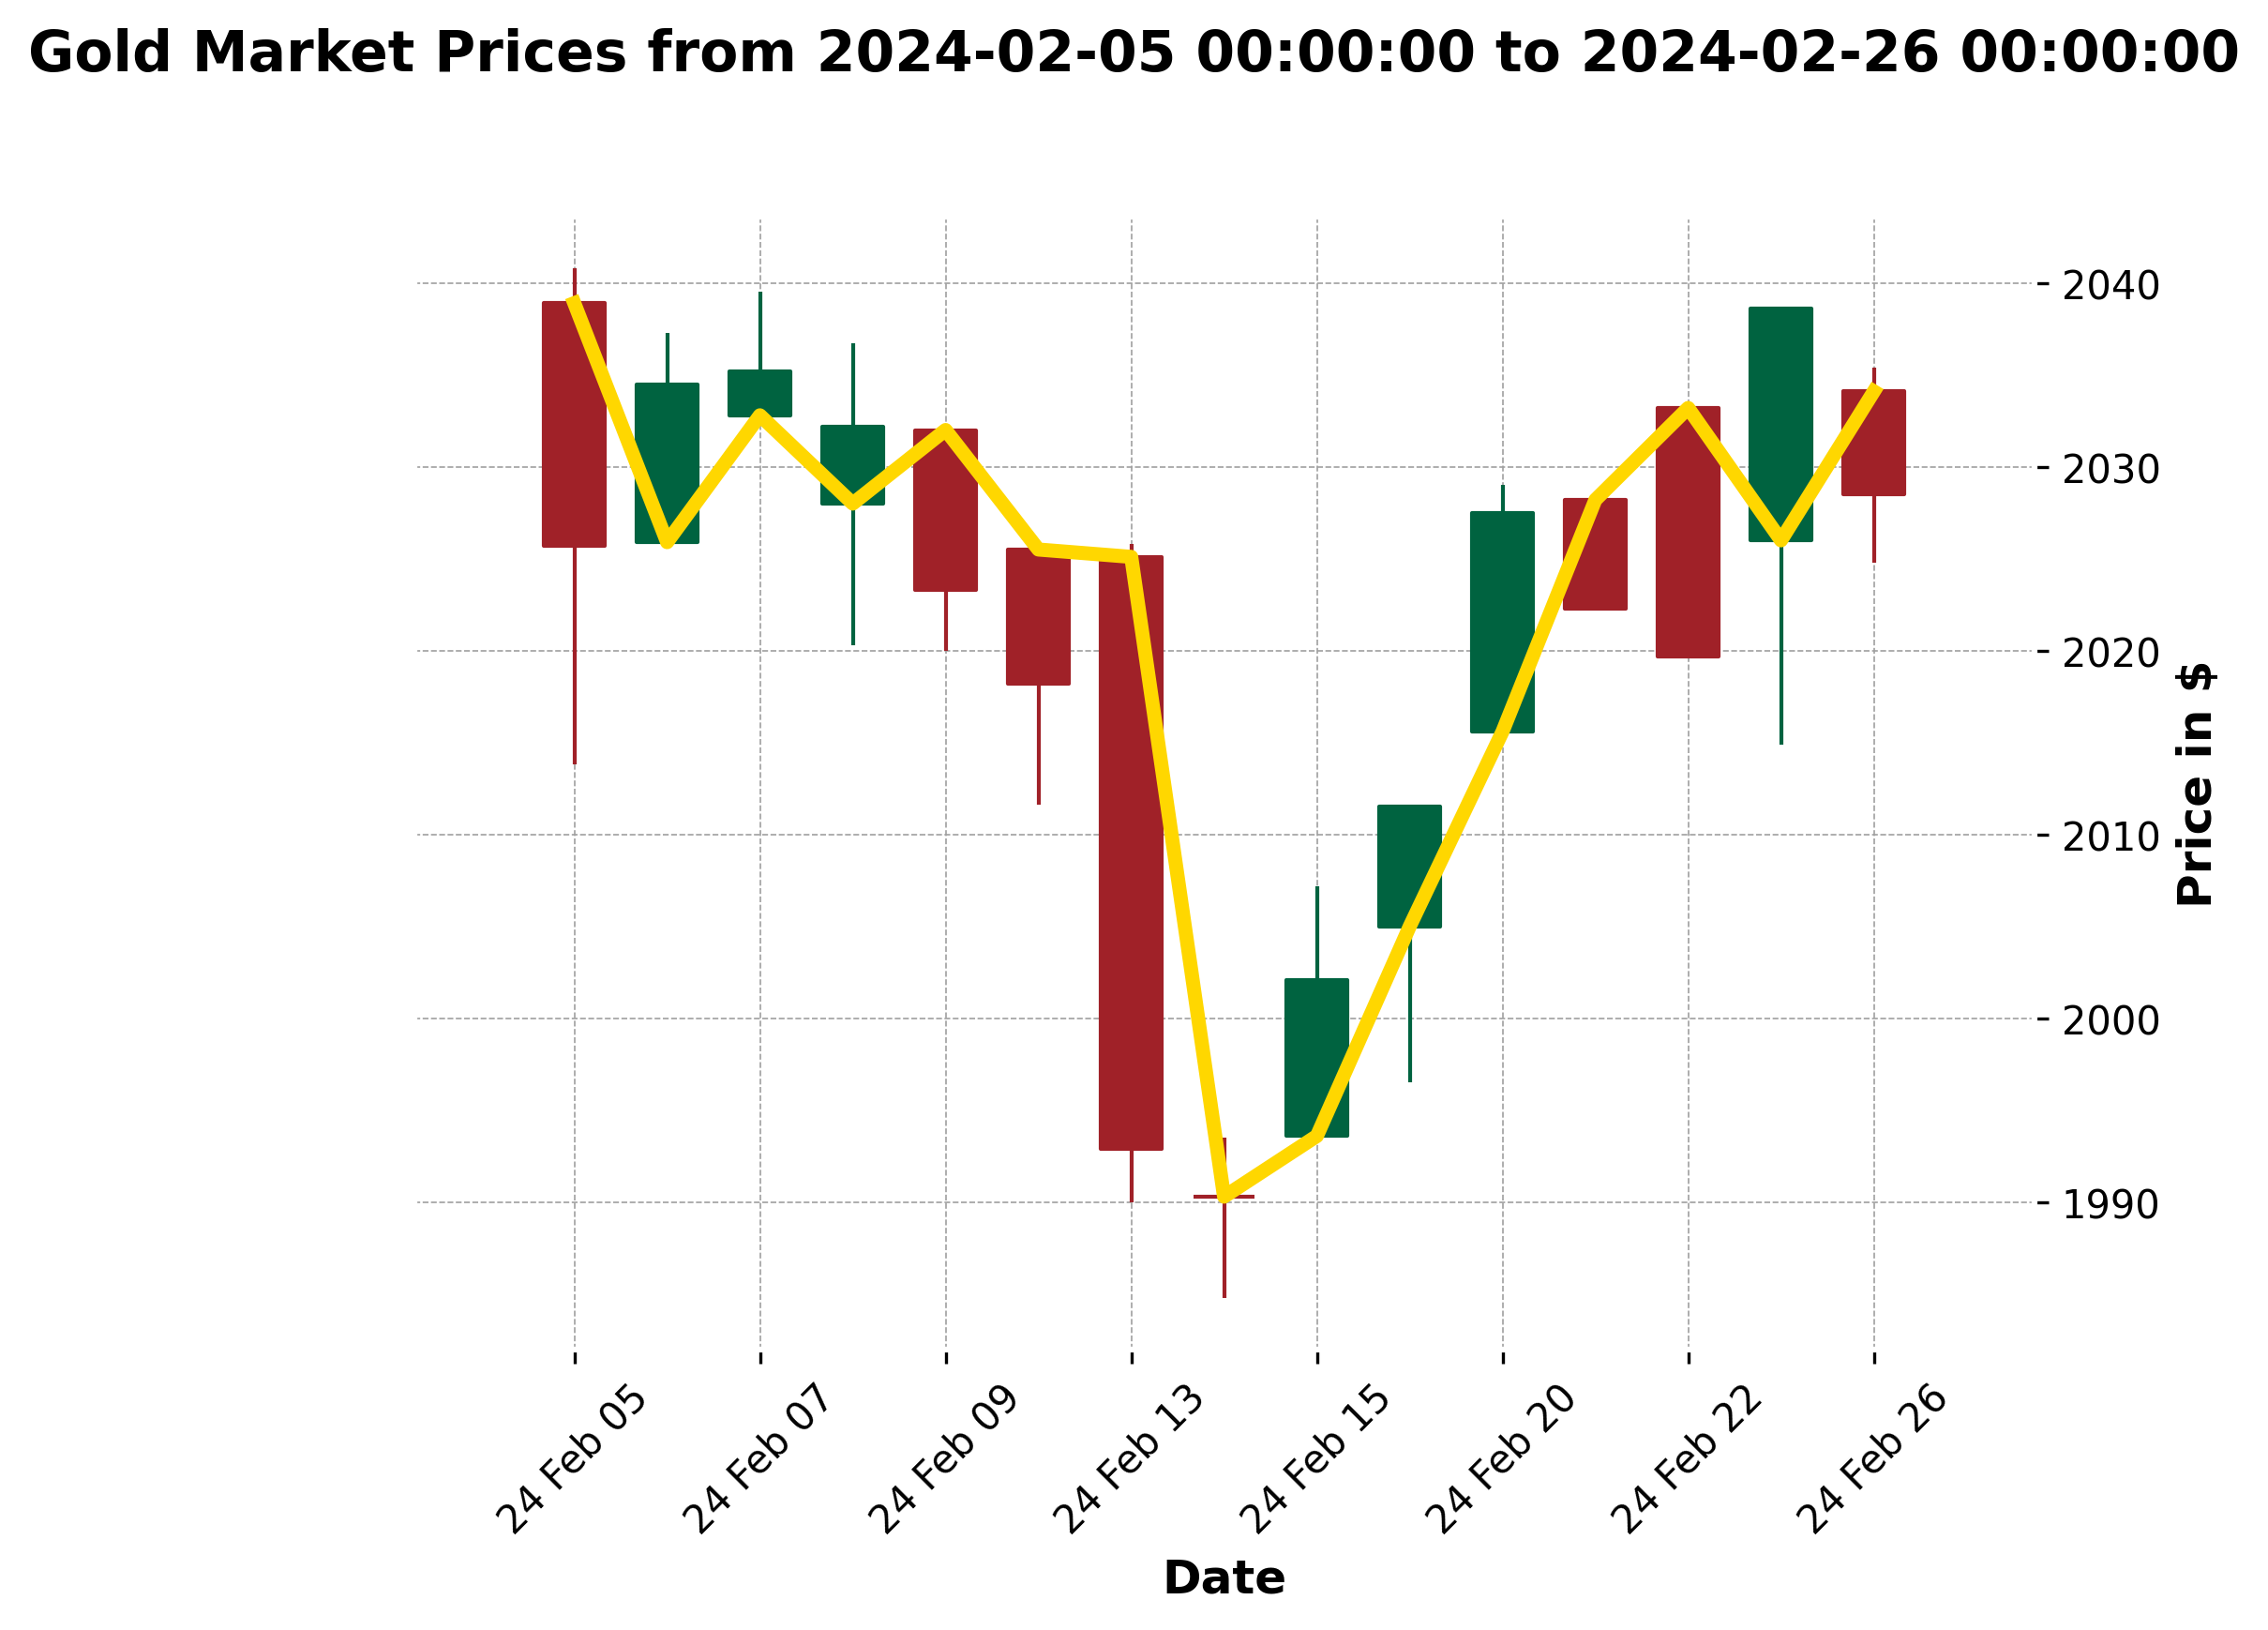 Gold Market Prices from 2024-02-05 00:00:00 to 2024-02-26 00:00:00
2040
2030
2020
2010
2000
1990
Price in $
24 Feb 05
24 Feb 07
24 Feb 09
24 Feb 13
24 Feb 15
24 Feb 20
24 Feb 22
24 Feb 26
Date